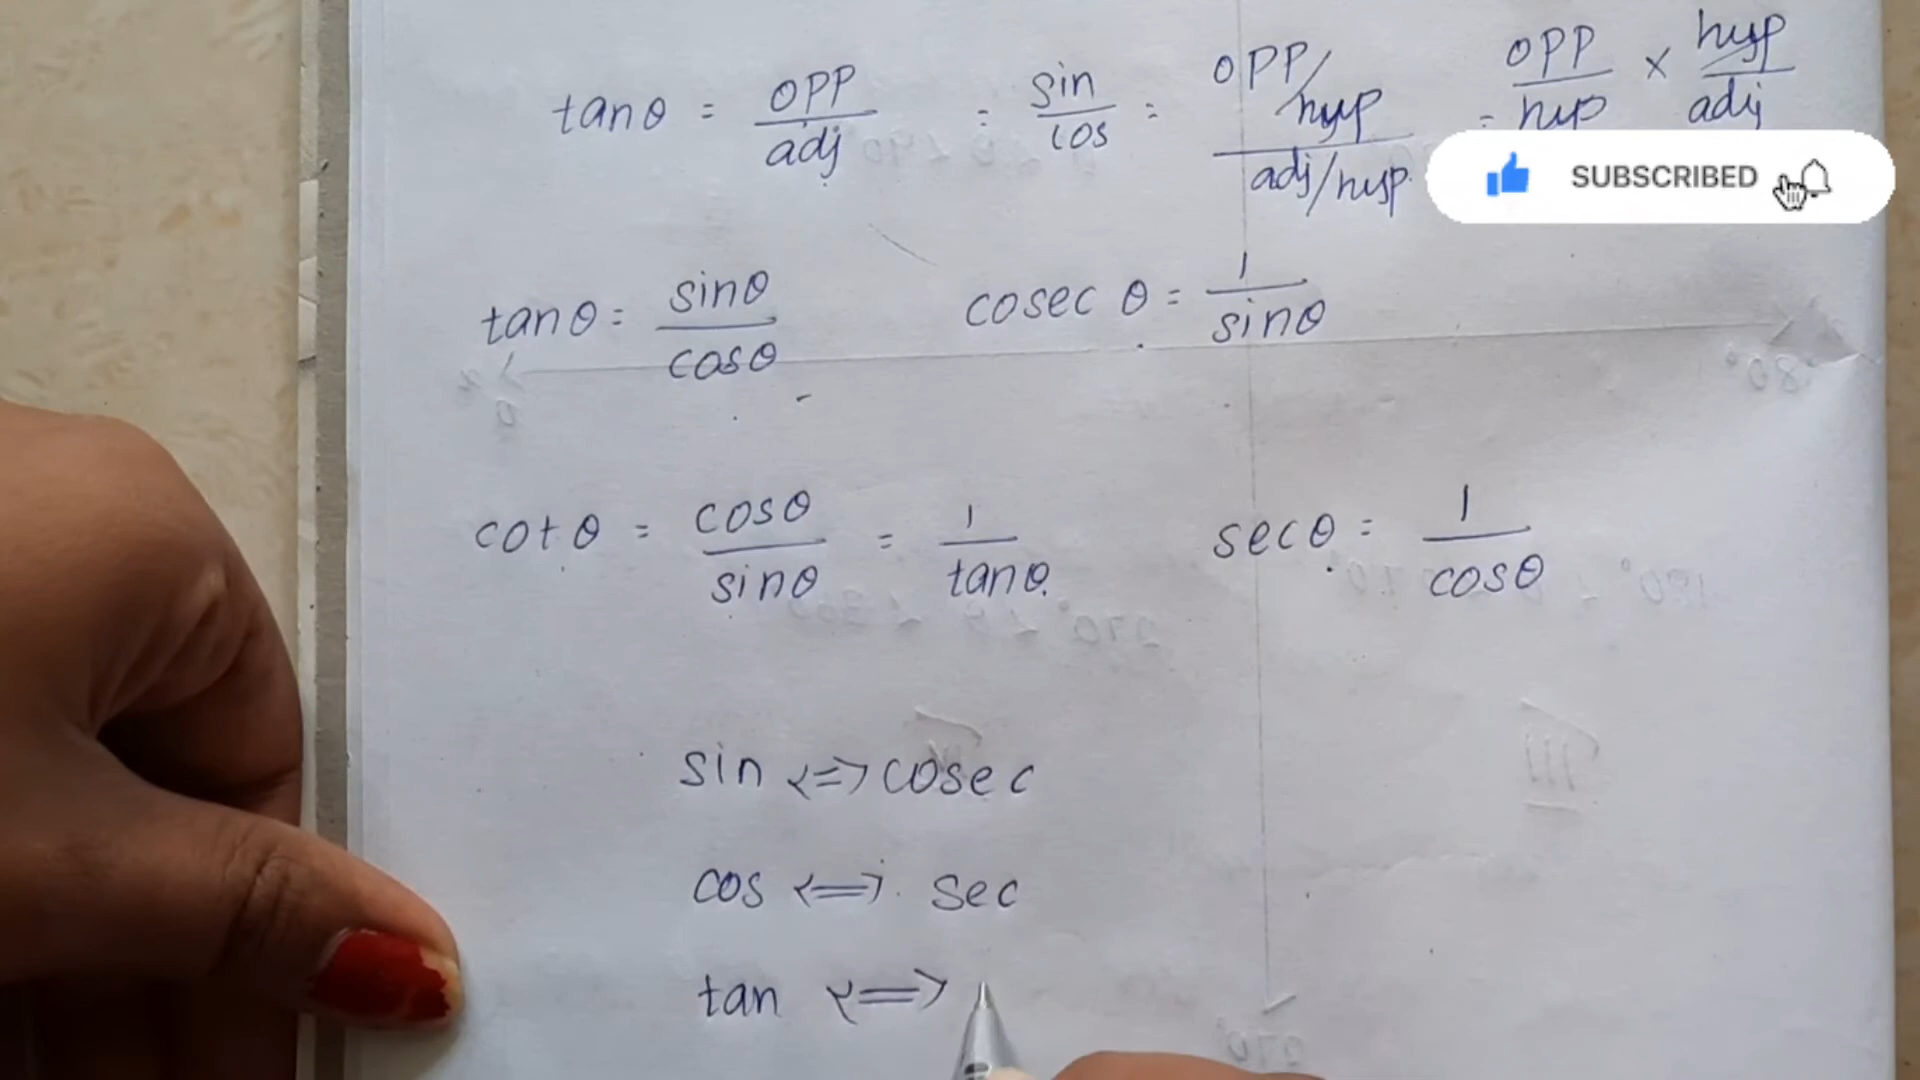 tanθ = opp/adj = sin/cos = opp/hyp / adj/hyp = opp/hyp × hyp/adj
SUBSCRIBED
tanθ = sinθ/cosθ cosec θ = 1/sinθ
cot θ = cosθ/sinθ = 1/tanθ. secθ = 1/cosθ
sin <=> cosec
cos <=> sec
tan <=>